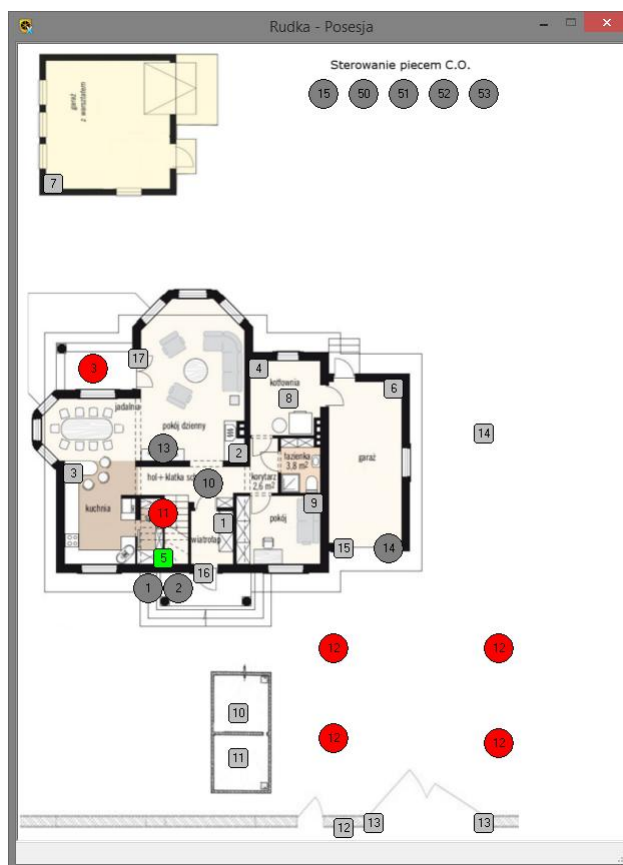 Rudka - Posesja
Sterowanie piecem C.O.
15 50 51 52 53
garaż
z warsztatem
7
17
4
6
3
kotłownia
8
jadalnia
pokój dzienny
14
13
2
łazienka
3,8 m²
garaż
3
hol+klatka
10
korytarz
2,6 m²
9
kuchnia
11
1
pokój
wiatrołap
5
15
14
16
1
2
12
12
10
12
12
11
12
13
13